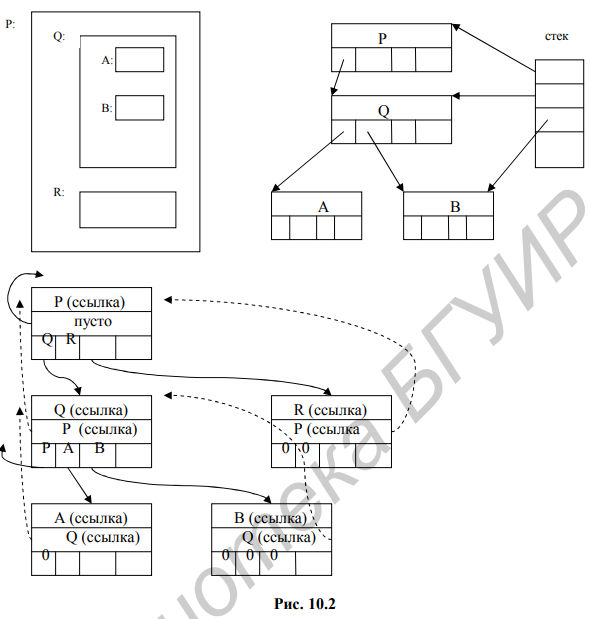 P:
Q:
A:
B:
R:
P
стек
Q
A
B
P (ссылка)
пусто
Q R
Q (ссылка)
P (ссылка)
P A B
R (ссылка)
P (ссылка
0 0
A (ссылка)
Q (ссылка)
0
B (ссылка)
Q (ссылка)
0 0 0
БГУИР
Рис. 10.2